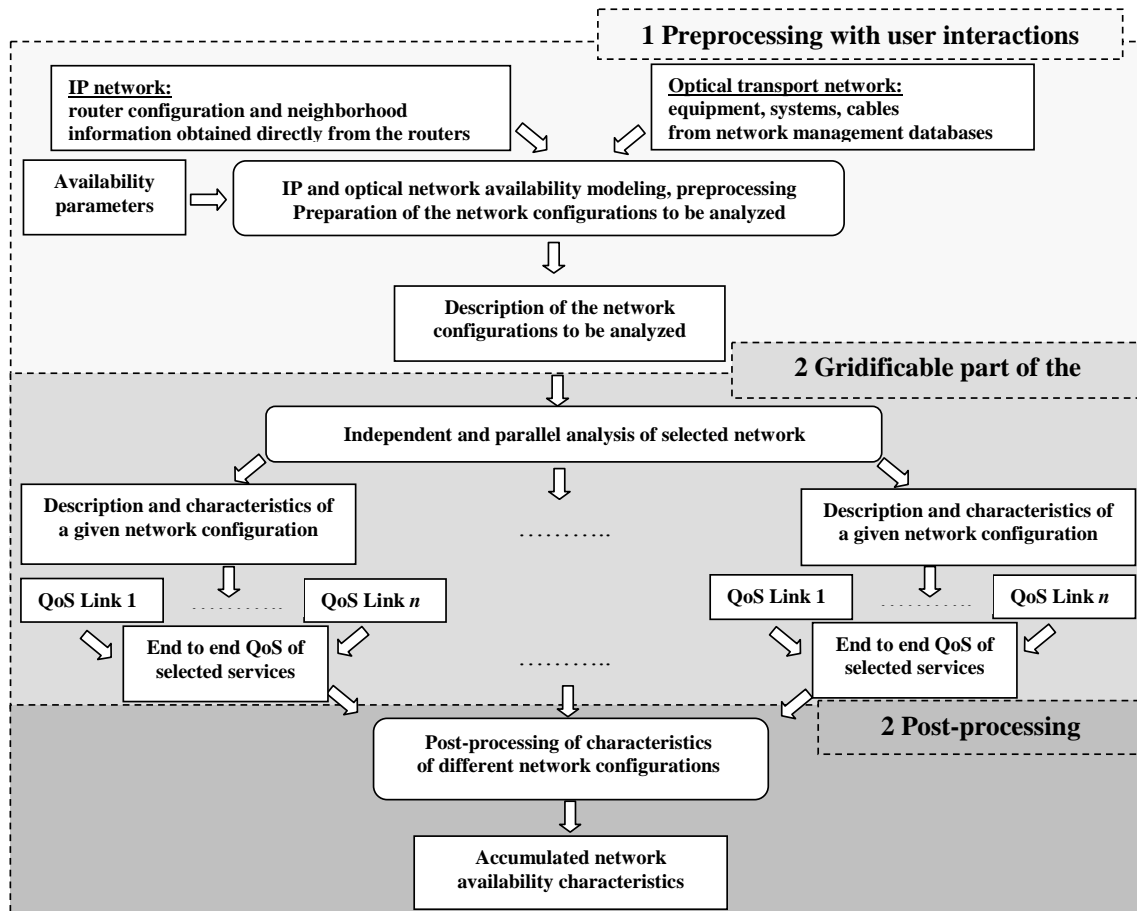 1 Preprocessing with user interactions
IP network:
router configuration and neighborhood
information obtained directly from the routers
Optical transport network:
equipment, systems, cables
from network management databases
Availability
parameters
IP and optical network availability modeling, preprocessing
Preparation of the network configurations to be analyzed
Description of the network
configurations to be analyzed
2 Gridificable part of the
Independent and parallel analysis of selected network
Description and characteristics of
a given network configuration
...........
Description and characteristics of
a given network configuration
QoS Link 1
...........
QoS Link n
QoS Link 1
...........
QoS Link n
End to end QoS of
selected services
...........
End to end QoS of
selected services
2 Post-processing
Post-processing of characteristics
of different network configurations
Accumulated network
availability characteristics